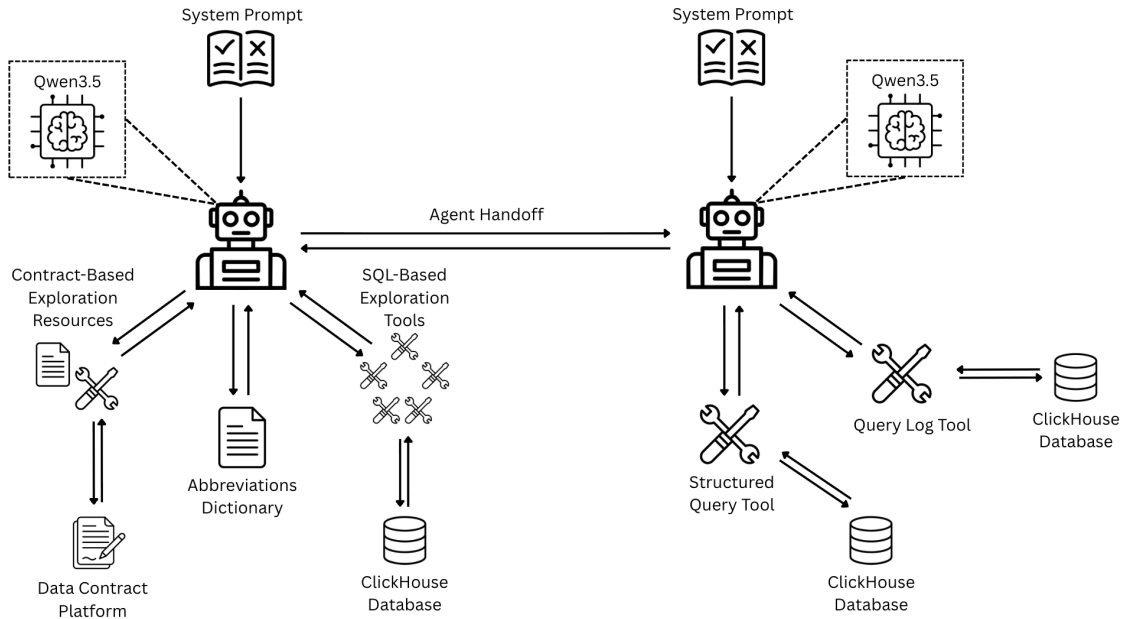 System Prompt
System Prompt
Qwen3.5
Qwen3.5
Agent Handoff
Contract-Based
Exploration
Resources
SQL-Based
Exploration
Tools
Abbreviations
Dictionary
Data Contract
Platform
ClickHouse
Database
Structured
Query Tool
Query Log Tool
ClickHouse
Database
ClickHouse
Database